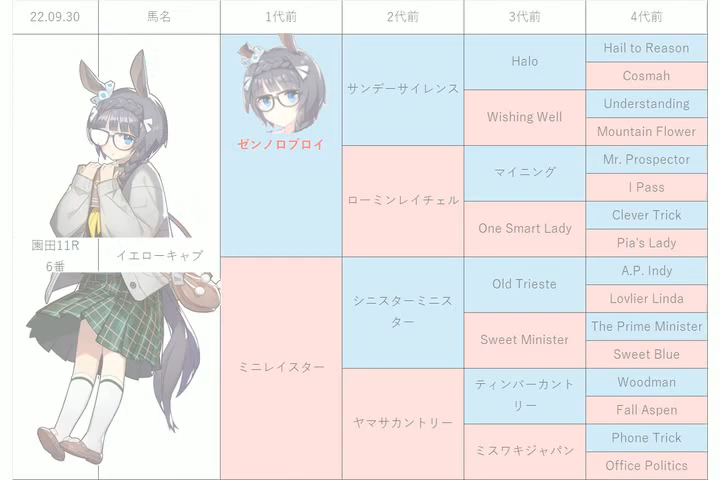 22.09.30 馬名 1代前 2代前 3代前 4代前
園田11R
6番
イエローキャブ
ゼンノロブロイ
サンデーサイレンス
Halo
Hail to Reason
Cosmah
Wishing Well
Understanding
Mountain Flower
ローミンレイチェル
マイニング
Mr. Prospector
I Pass
One Smart Lady
Clever Trick
Pia's Lady
ミニレイスター
シニスターミニス
ター
Old Trieste
A.P. Indy
Lovlier Linda
Sweet Minister
The Prime Minister
Sweet Blue
ヤマサカントリー
ティンバーカント
リー
Woodman
Fall Aspen
ミスワキジャパン
Phone Trick
Office Politics